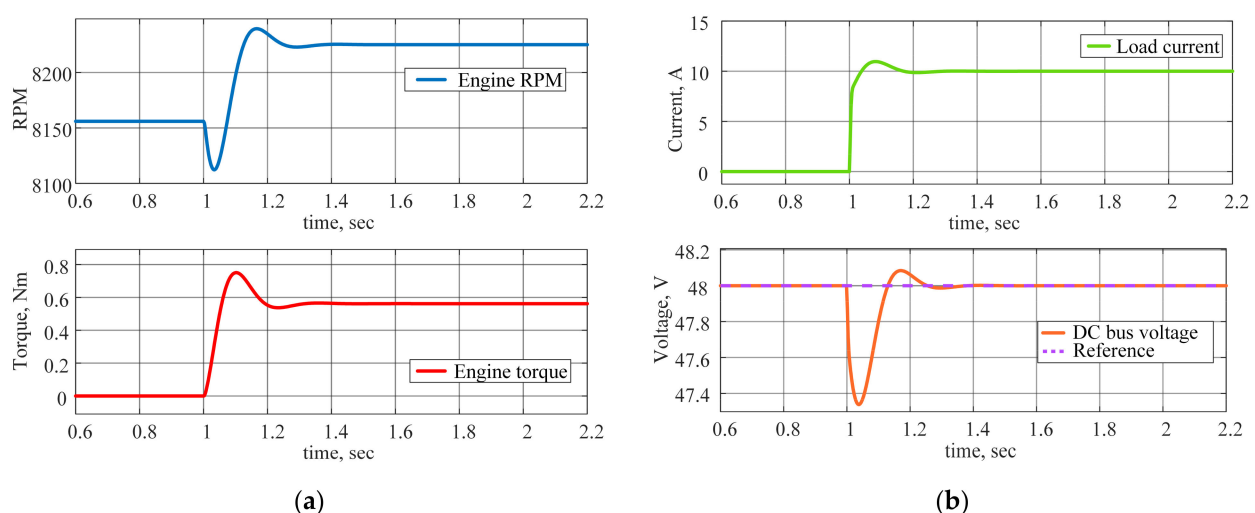 8200
8150
8100
RPM
Engine RPM
0.6 0.8 1 1.2 1.4 1.6 1.8 2 2.2
time, sec
0.8
0.6
0.4
0.2
0
Torque, Nm
Engine torque
0.6 0.8 1 1.2 1.4 1.6 1.8 2 2.2
time, sec
(a)
15
10
5
0
Current, A
Load current
0.6 0.8 1 1.2 1.4 1.6 1.8 2 2.2
time, sec
48.2
48
47.8
47.6
47.4
Voltage, V
DC bus voltage
Reference
0.6 0.8 1 1.2 1.4 1.6 1.8 2 2.2
time, sec
(b)